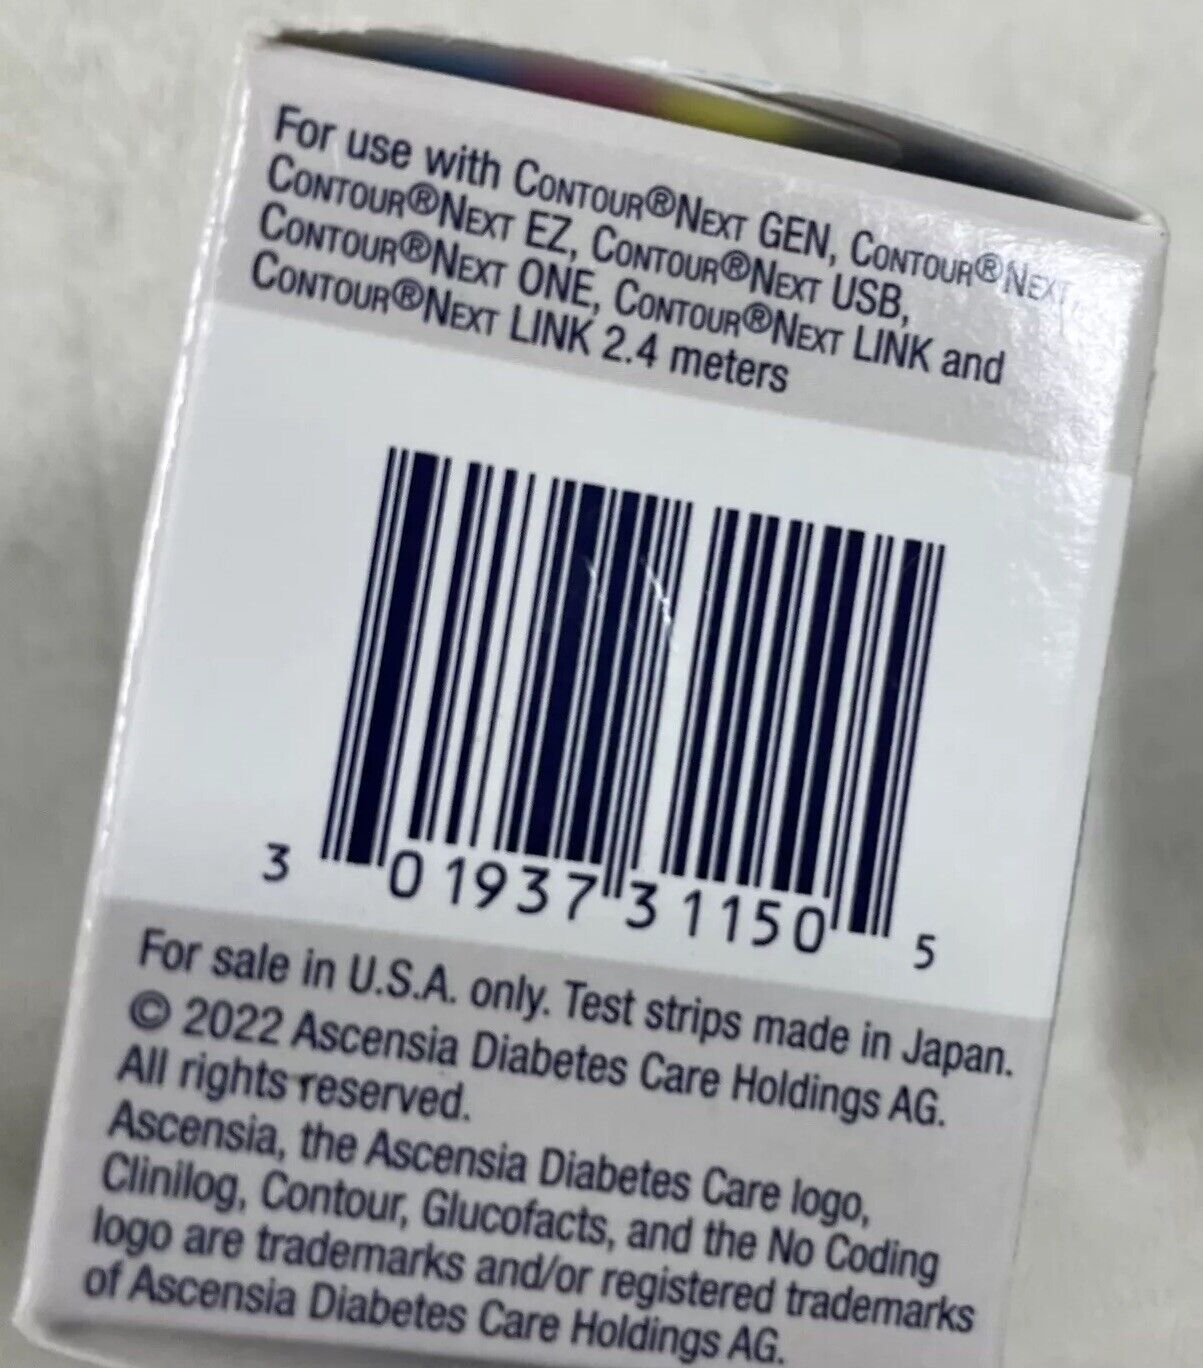 For use with CONTOUR®NEXT GEN, CONTOUR®NEXT,
CONTOUR®NEXT EZ, CONTOUR®NEXT USB,
CONTOUR®NEXT ONE, CONTOUR®NEXT LINK and
CONTOUR®NEXT LINK 2.4 meters
3 01937 31150 5
For sale in U.S.A. only. Test strips made in Japan.
© 2022 Ascensia Diabetes Care Holdings AG.
All rights reserved.
Ascensia, the Ascensia Diabetes Care logo,
Clinilog, Contour, Glucofacts, and the No Coding
logo are trademarks and/or registered trademarks
of Ascensia Diabetes Care Holdings AG.